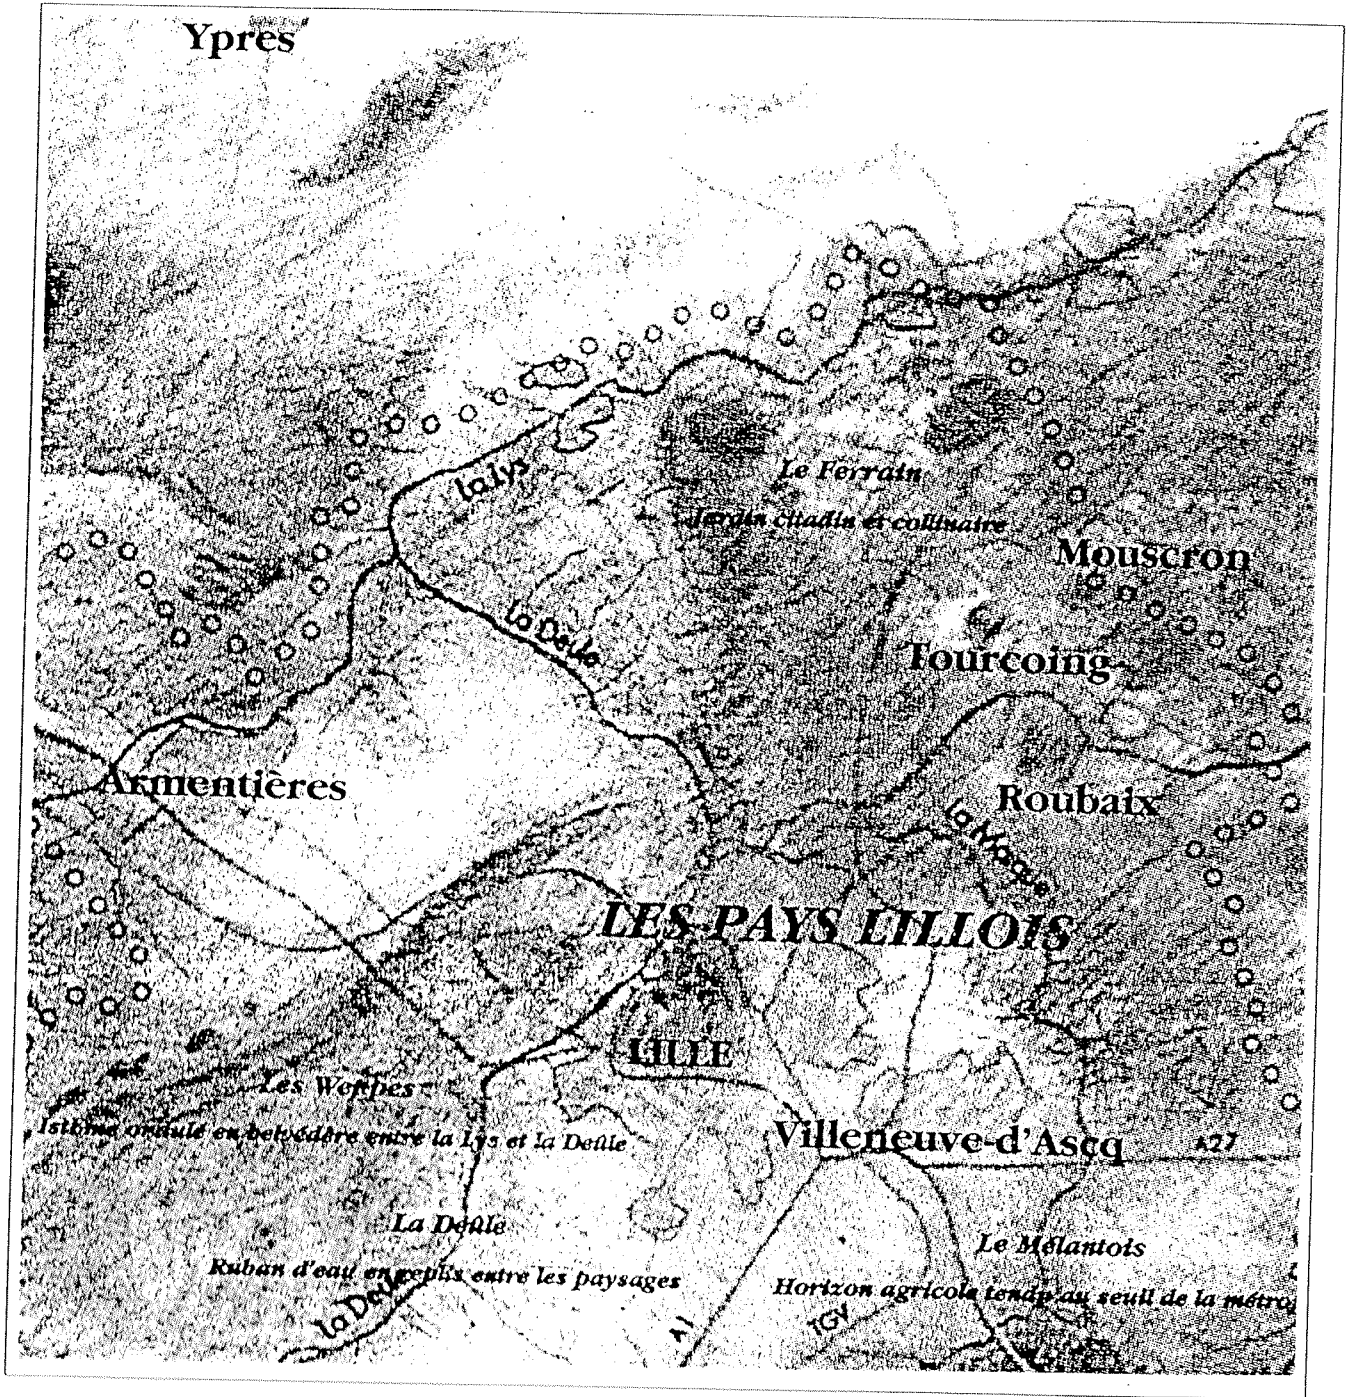 Ypres
la Lys
Le Ferrain
Jardin citadin et collinaire
Mouscron
la Deûle
Tourcoing
Armentières
Roubaix
la Marque
LES PAYS LILLOIS
LILLE
Les Weppes
Isthme ondulé en belvédère entre la Lys et la Deûle
Villeneuve-d'Ascq
A27
La Deûle
Ruban d'eau en replis entre les paysages
la Deûle
Le Mélantois
Horizon agricole tendu au seuil de la métro
A1
TGV